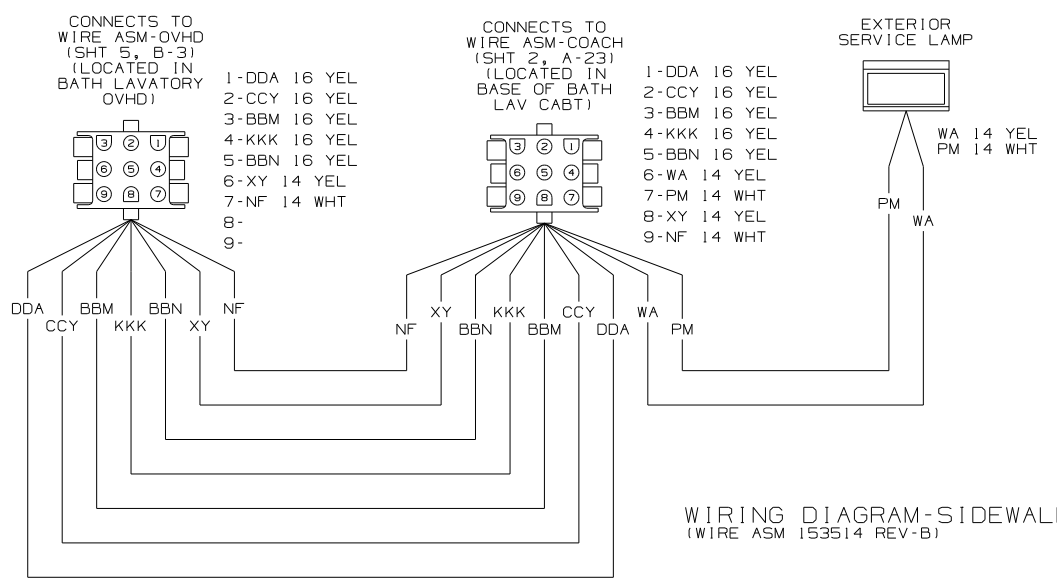 CONNECTS TO
WIRE ASM-OVHD
(SHT 5, B-3)
(LOCATED IN
BATH LAVATORY
OVHD)
1-DDA 16 YEL
2-CCY 16 YEL
3-BBM 16 YEL
4-KKK 16 YEL
5-BBN 16 YEL
6-XY 14 YEL
7-NF 14 WHT
8-
9-
3 2 1
6 5 4
9 8 7
CONNECTS TO
WIRE ASM-COACH
(SHT 2, A-23)
(LOCATED IN
BASE OF BATH
LAV CABT)
1-DDA 16 YEL
2-CCY 16 YEL
3-BBM 16 YEL
4-KKK 16 YEL
5-BBN 16 YEL
6-WA 14 YEL
7-PM 14 WHT
8-XY 14 YEL
9-NF 14 WHT
3 2 1
6 5 4
9 8 7
EXTERIOR
SERVICE LAMP
WA 14 YEL
PM 14 WHT
PM
WA
DDA
CCY
BBM
KKK
BBN
XY
NF
NF
XY
BBN
KKK
BBM
CCY
DDA
WA
PM
WIRING DIAGRAM-SIDEWALL
(WIRE ASM 153514 REV-B)